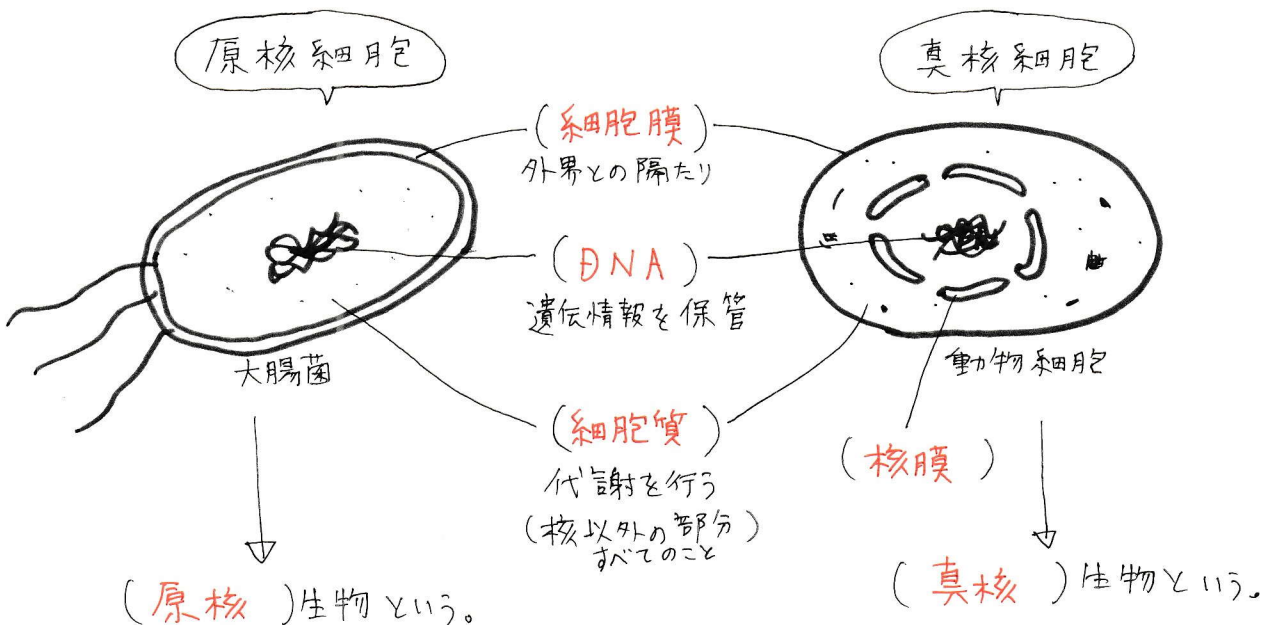 原核細胞
真核細胞
(細胞膜)
外界との隔たり
(DNA)
遺伝情報を保管
大腸菌
動物細胞
(細胞質)
代謝を行う
(核以外の部分)
すべてのこと
(核膜)
(原核)生物という。
(真核)生物という。